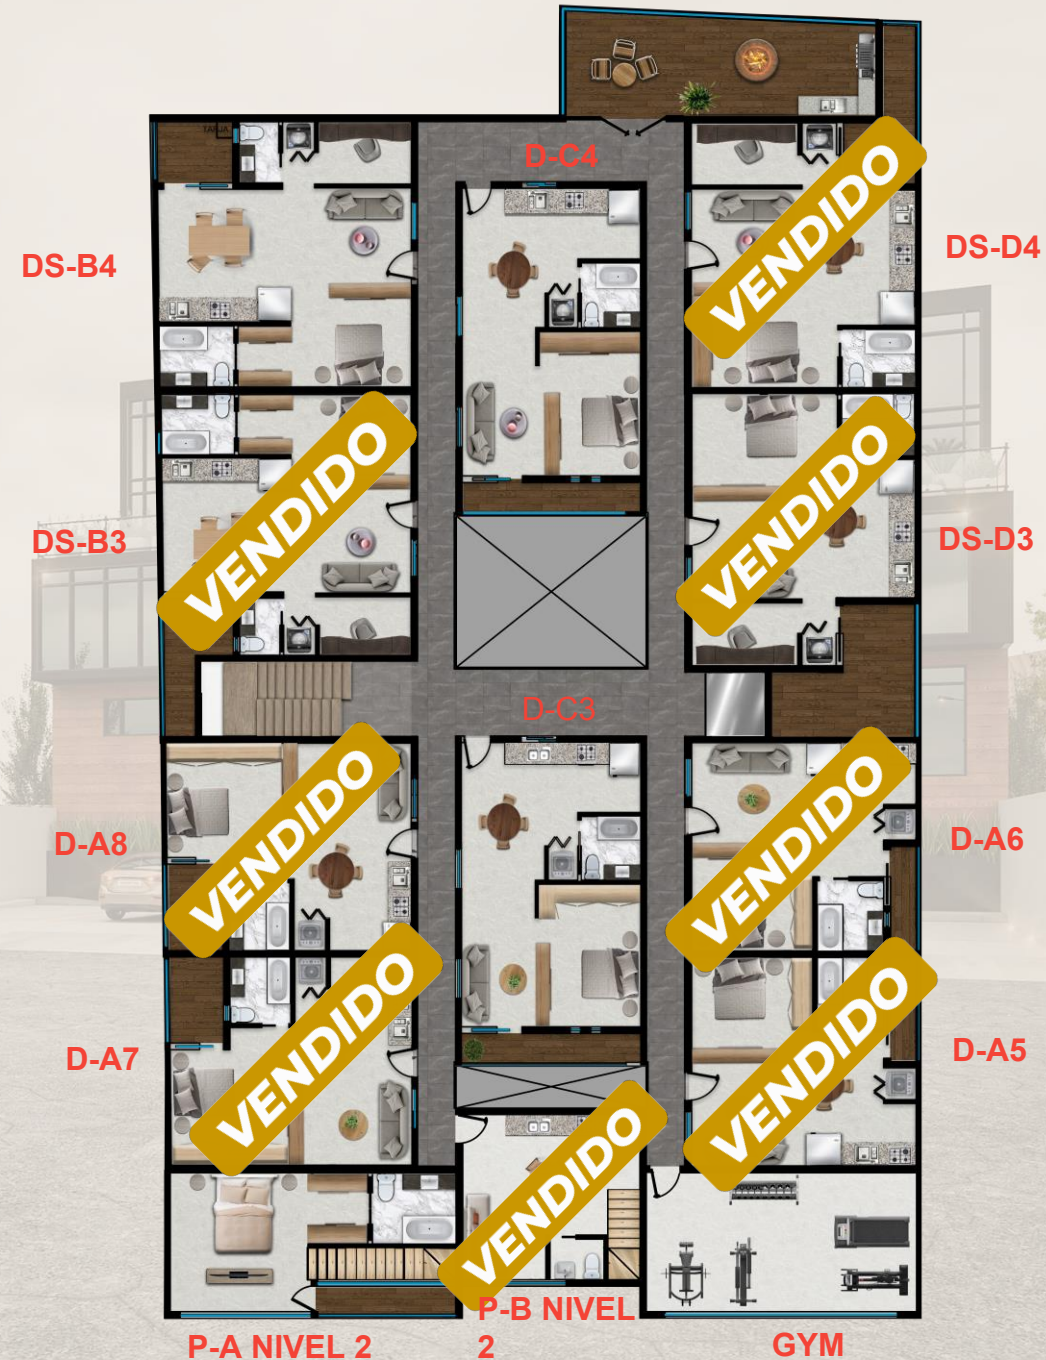 D-C4
DS-B4
VENDIDO
DS-D4
DS-B3
VENDIDO
VENDIDO
DS-D3
D-C3
D-A8
VENDIDO
VENDIDO
D-A6
D-A7
VENDIDO
VENDIDO
D-A5
VENDIDO
P-A NIVEL 2
P-B NIVEL
2
GYM